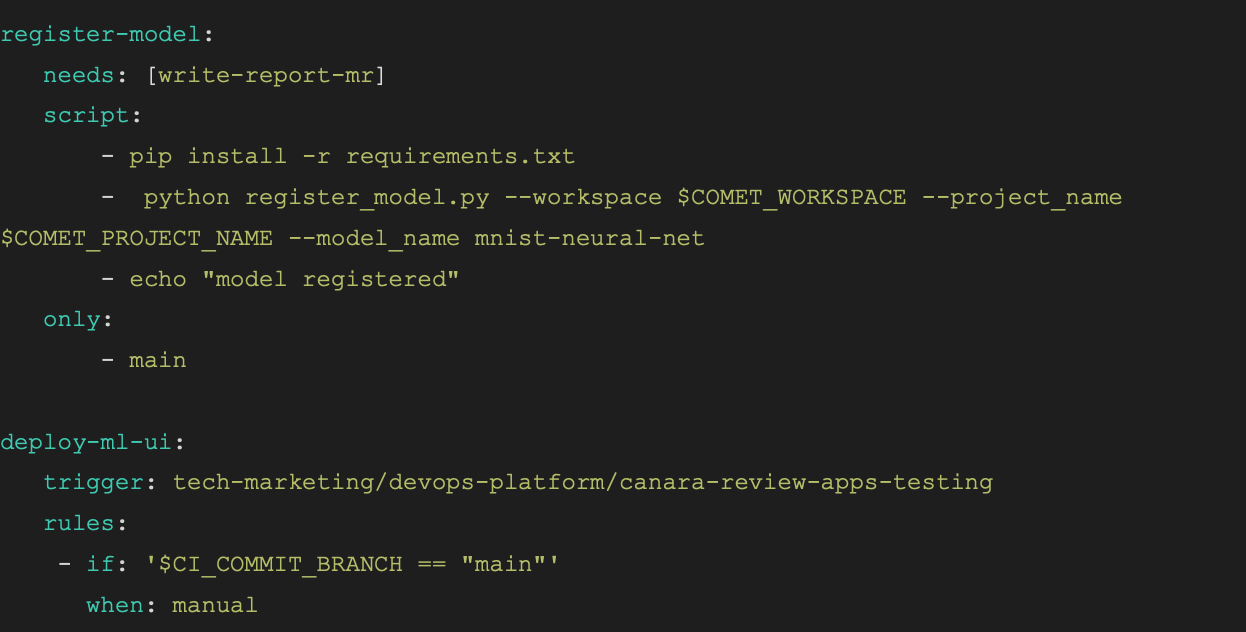 register-model:
   needs: [write-report-mr]
   script:
       - pip install -r requirements.txt
       -  python register_model.py --workspace $COMET_WORKSPACE --project_name
$COMET_PROJECT_NAME --model_name mnist-neural-net
       - echo "model registered"
   only:
       - main

deploy-ml-ui:
   trigger: tech-marketing/devops-platform/canara-review-apps-testing
   rules:
    - if: '$CI_COMMIT_BRANCH == "main"'
      when: manual